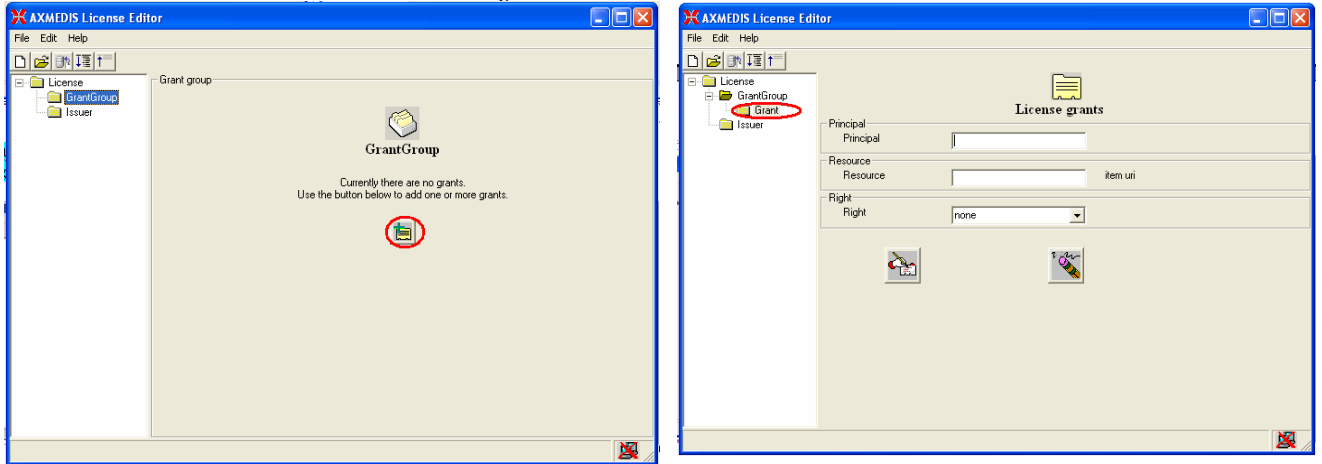 AXMEDIS License Editor
File Edit Help
License
GrantGroup
Issuer
Grant group
GrantGroup
Currently there are no grants.
Use the button below to add one or more grants.
AXMEDIS License Editor
File Edit Help
License
GrantGroup
Grant
Issuer
License grants
Principal
Principal
Resource
Resource item uri
Right
Right none